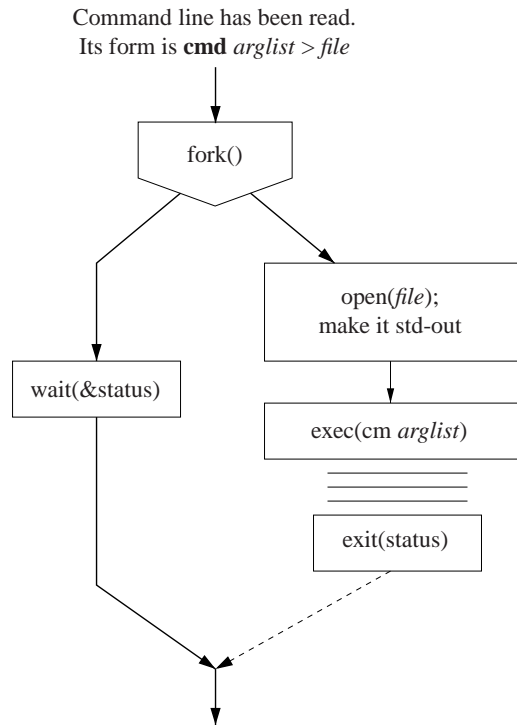 Command line has been read.
Its form is cmd arglist > file
fork()
open(file);
make it std-out
wait(&status)
exec(cm arglist)
exit(status)